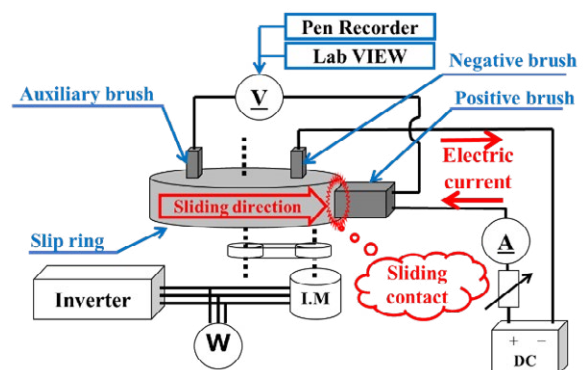 Pen Recorder
Lab VIEW
Negative brush
Auxiliary brush
V
Positive brush
Electric
current
Sliding direction
Slip ring
A
Sliding
contact
Inverter
I.M
W
+ −
DC